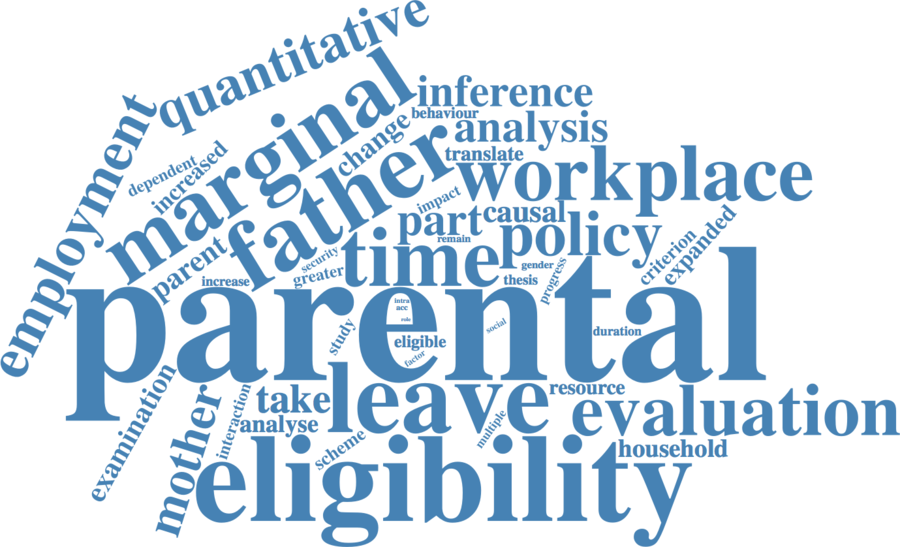 quantitative
marginal
inference
behaviour
employment
change
analysis
father
translate
dependent
increased
workplace
impact
part
causal
parent
remain
policy
time
security
greater
gender
criterion
expanded
increase
thesis
progress
parental
intra
acc
role
social
study
eligible
duration
factor
examination
mother
interaction
take
leave
resource
analyse
evaluation
multiple
scheme
household
eligibility